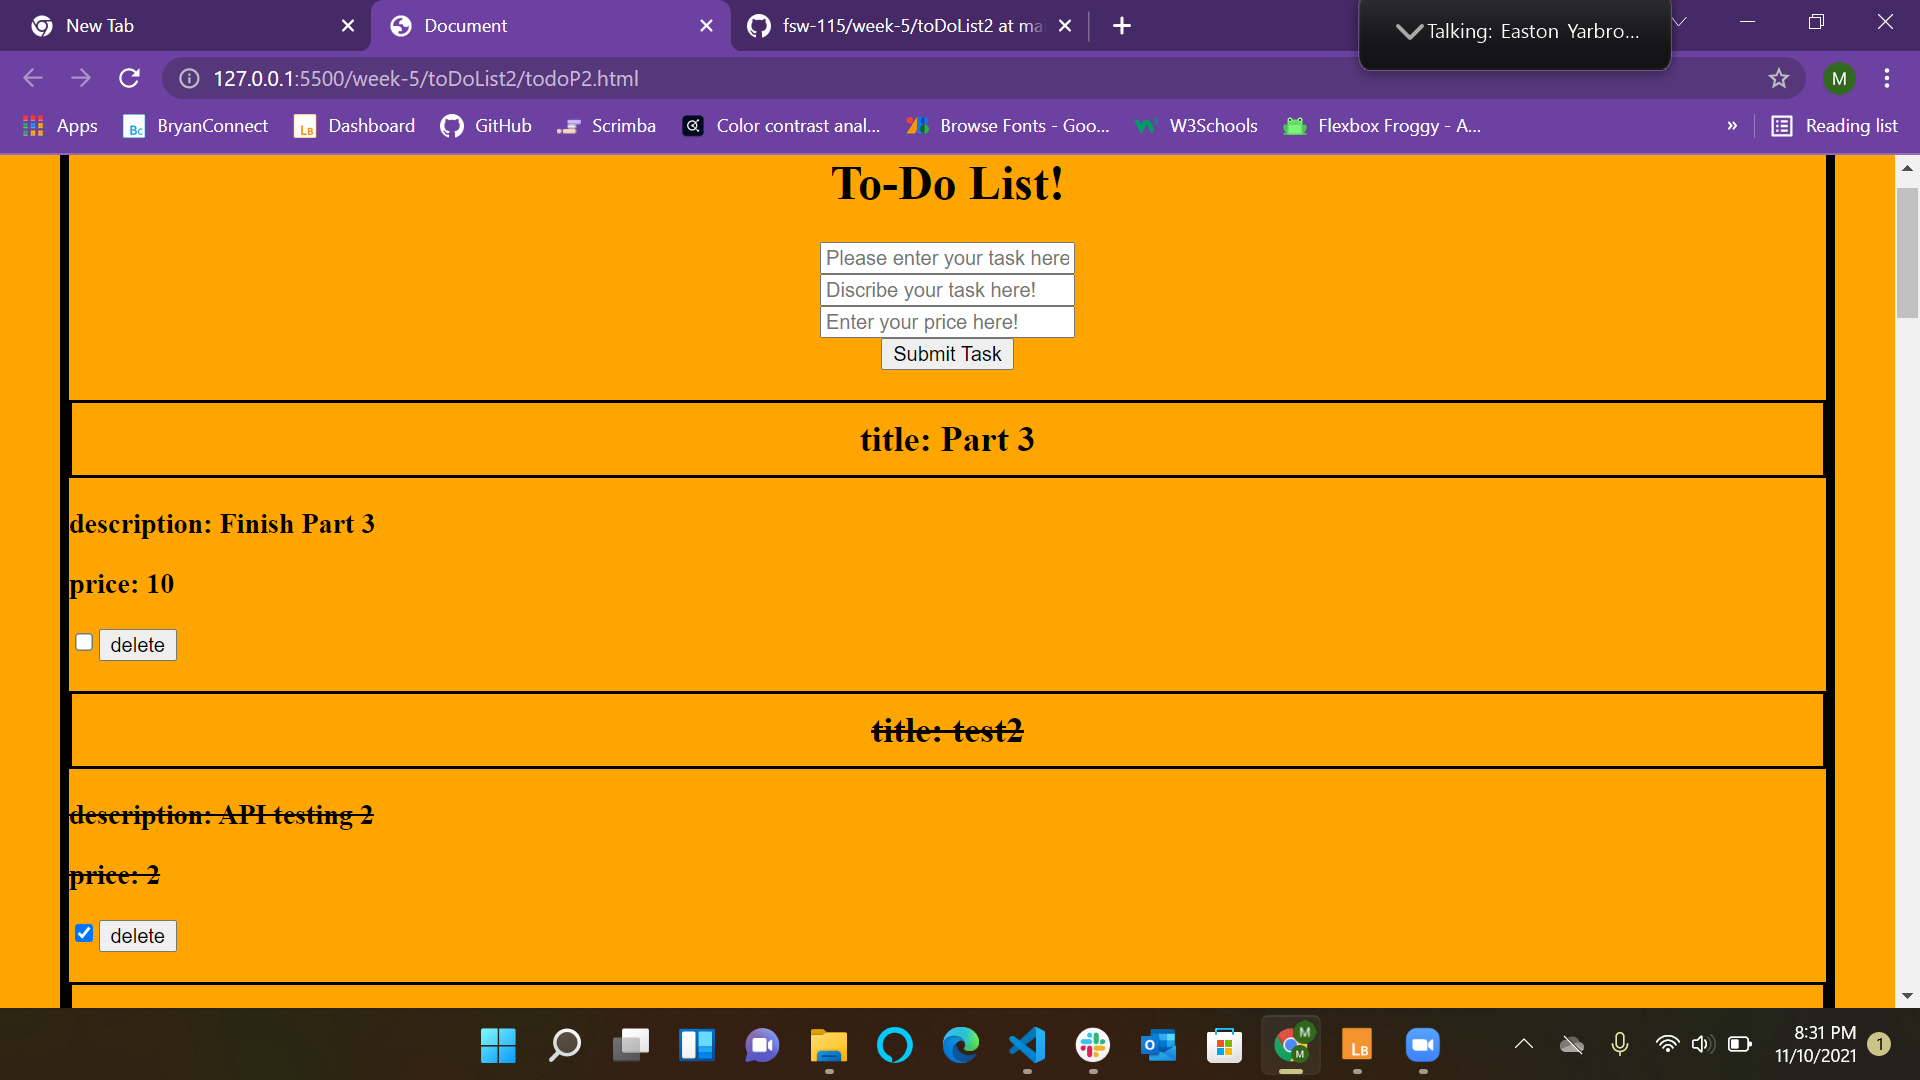 New Tab
Document
fsw-115/week-5/toDoList2 at mai
Talking: Easton Yarbro...
127.0.0.1:5500/week-5/toDoList2/todoP2.html
M
Apps
BryanConnect
Dashboard
GitHub
Scrimba
Color contrast anal...
Browse Fonts - Goo...
W3Schools
Flexbox Froggy - A...
»
Reading list
To-Do List!
Please enter your task here
Discribe your task here!
Enter your price here!
Submit Task
title: Part 3
description: Finish Part 3
price: 10
delete
title: test2
description: API testing 2
price: 2
delete
8:31 PM
11/10/2021
1